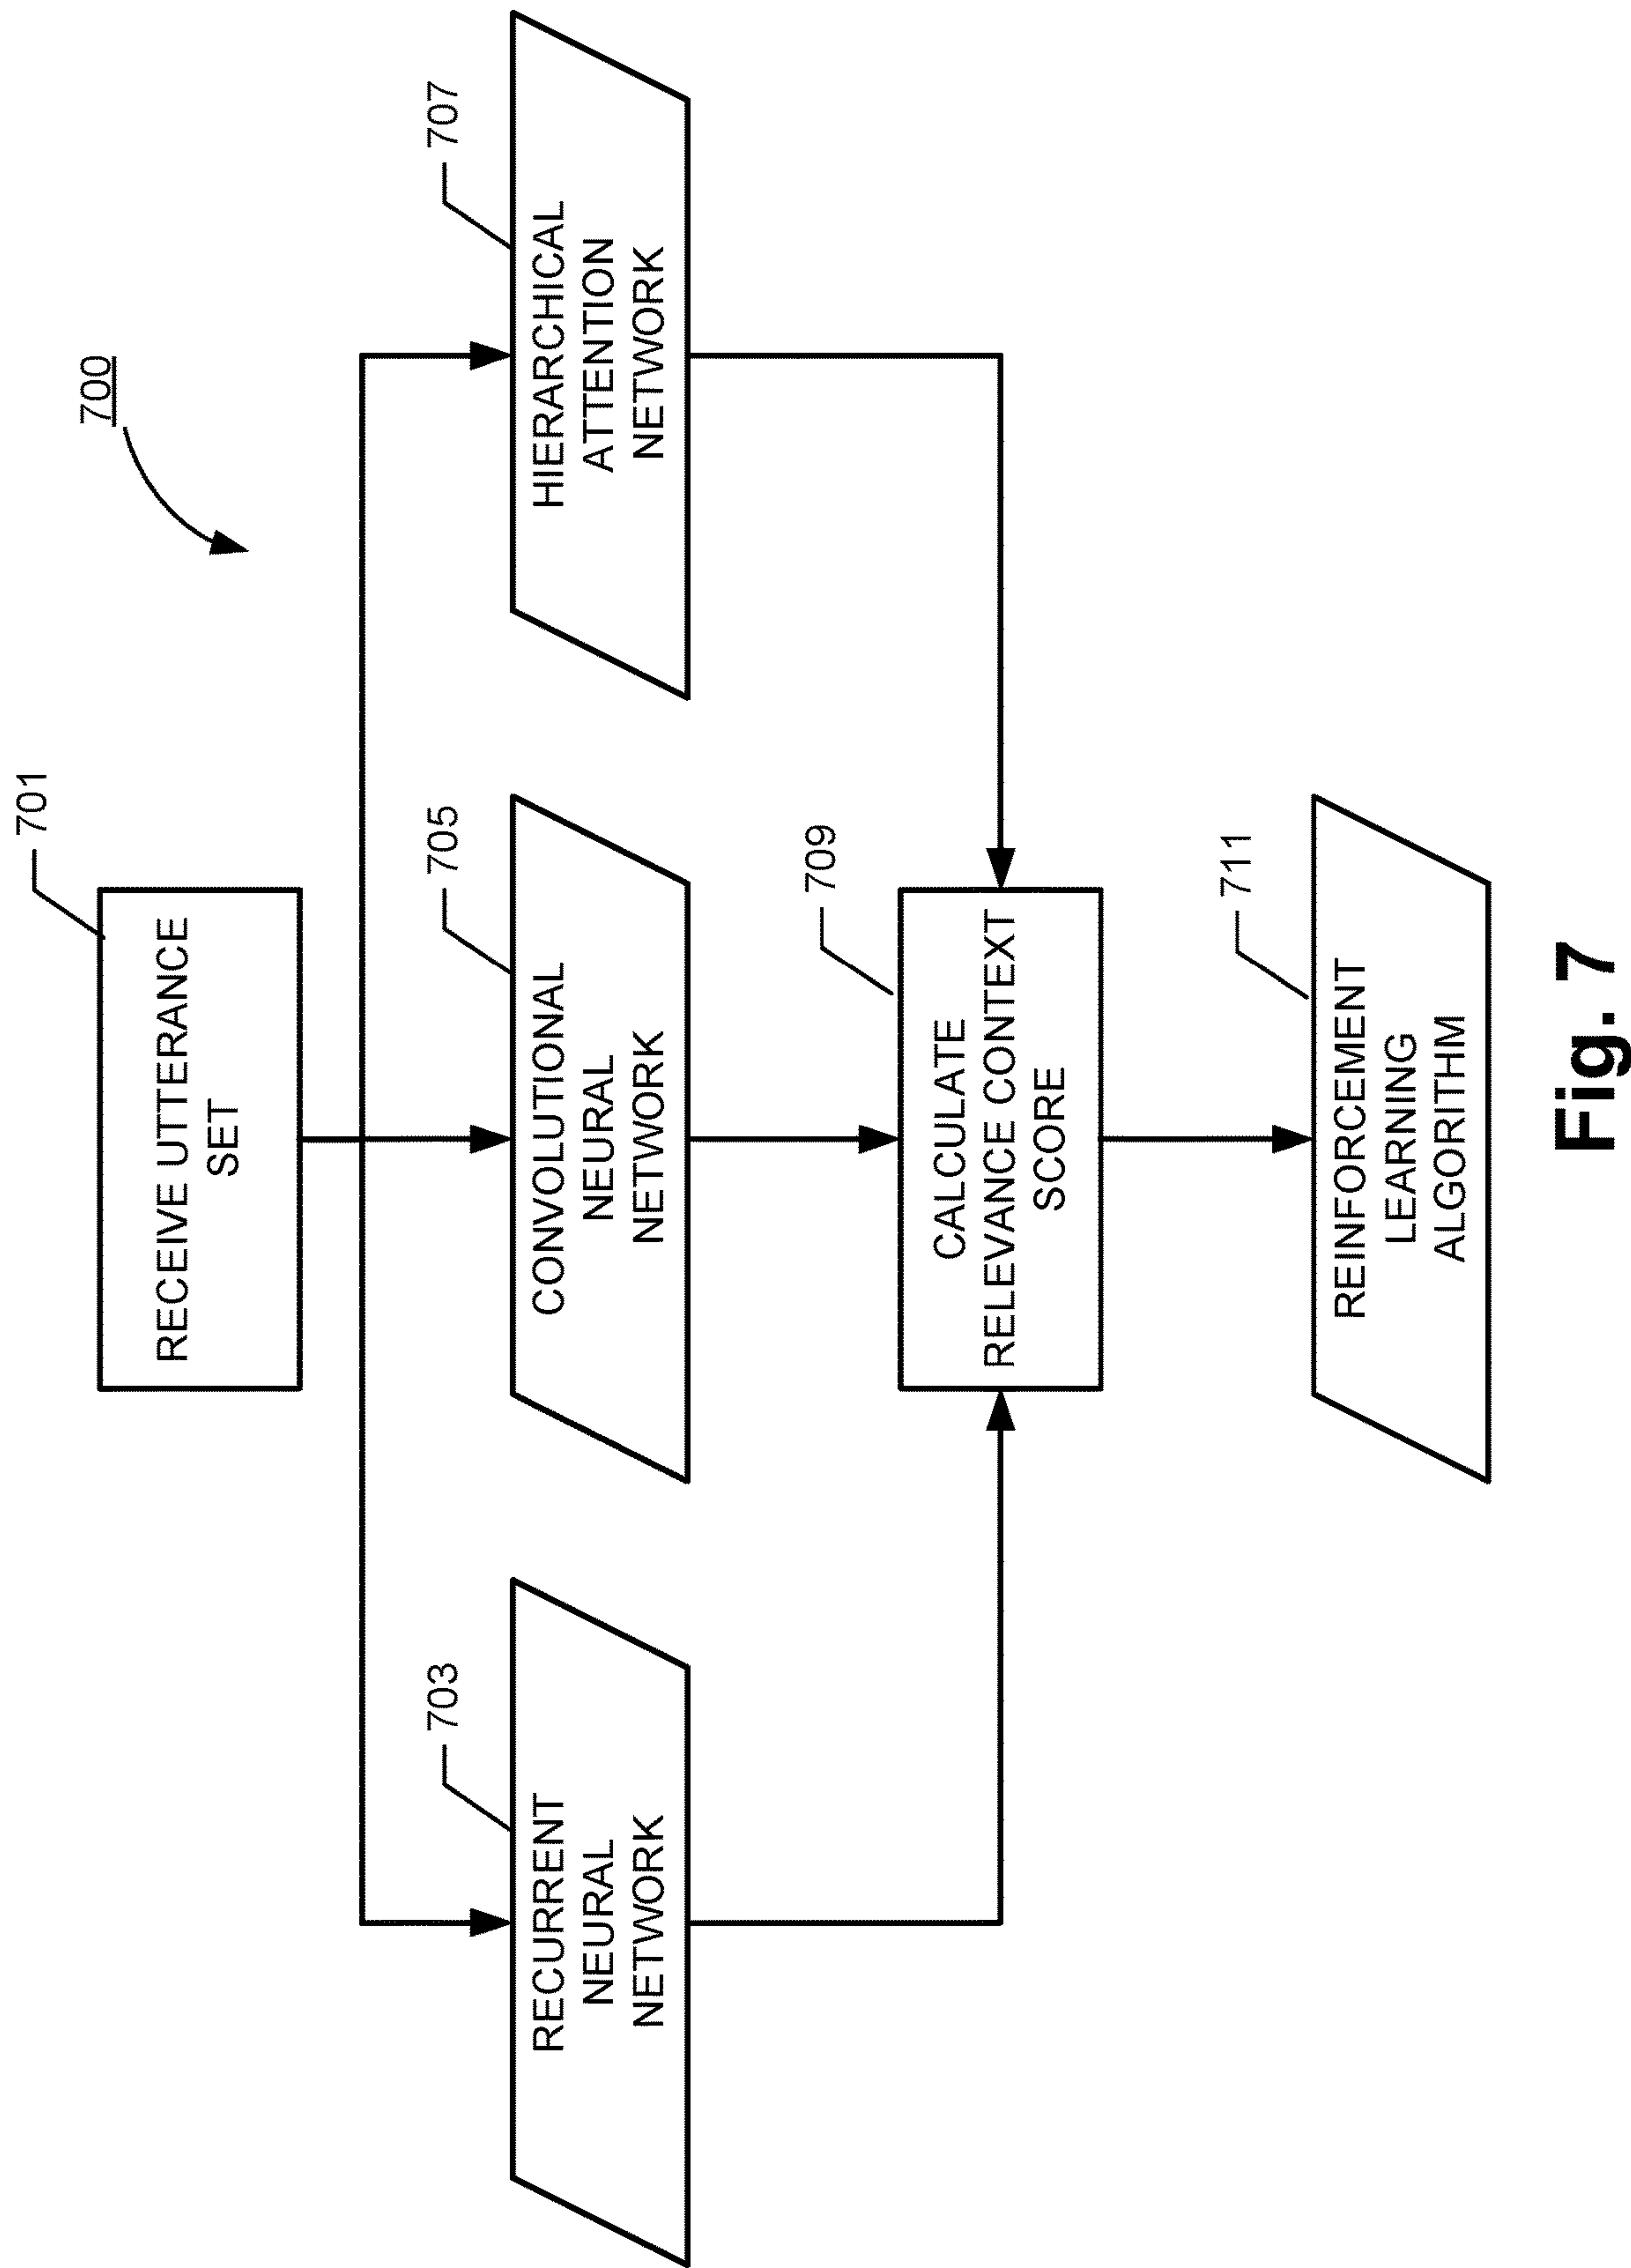 700
701
RECEIVE UTTERANCE
SET
703
RECURRENT
NEURAL
NETWORK
705
CONVOLUTIONAL
NEURAL
NETWORK
707
HIERARCHICAL
ATTENTION
NETWORK
709
CALCULATE
RELEVANCE CONTEXT
SCORE
711
REINFORCEMENT
LEARNING
ALGORITHM
Fig. 7